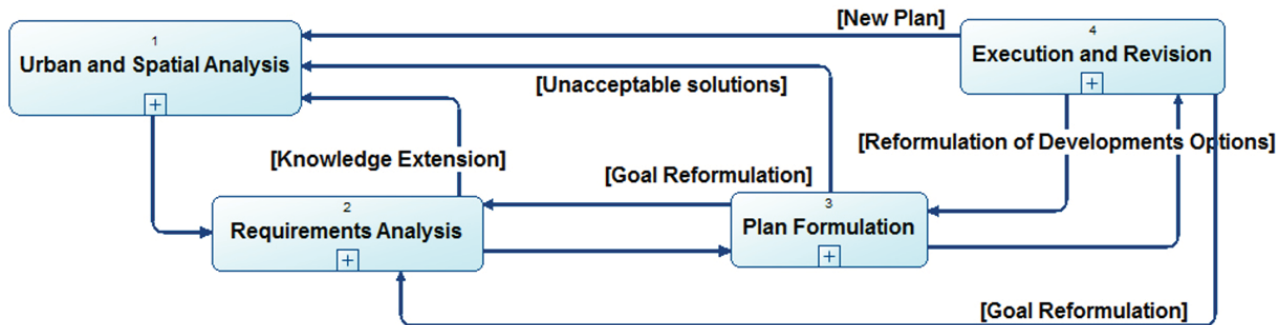 [New Plan]
1
Urban and Spatial Analysis
+
4
Execution and Revision
+
[Unacceptable solutions]
[Reformulation of Developments Options]
[Knowledge Extension]
[Goal Reformulation]
2
Requirements Analysis
+
3
Plan Formulation
+
[Goal Reformulation]